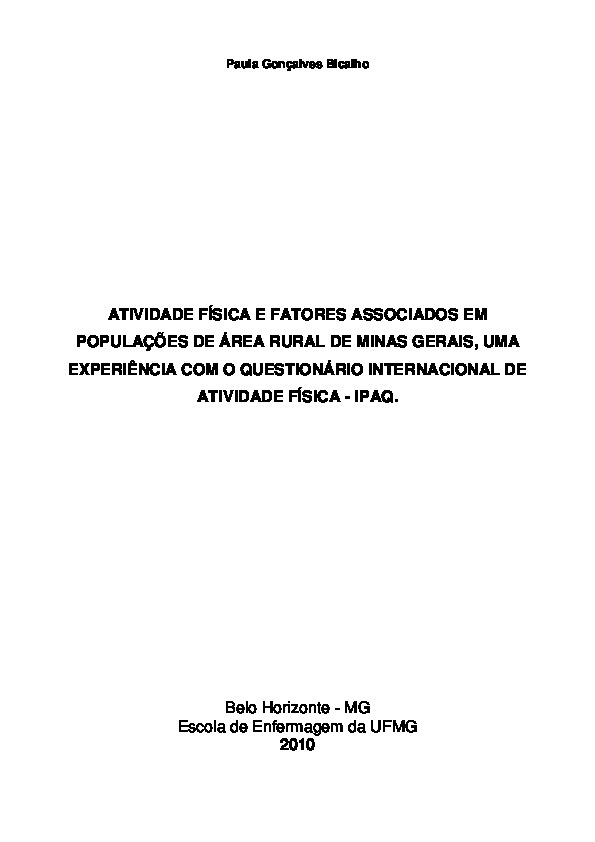 Paula Gonçalves Bicalho
ATIVIDADE FÍSICA E FATORES ASSOCIADOS EM
POPULAÇÕES DE ÁREA RURAL DE MINAS GERAIS, UMA
EXPERIÊNCIA COM O QUESTIONÁRIO INTERNACIONAL DE
ATIVIDADE FÍSICA - IPAQ.
Belo Horizonte - MG
Escola de Enfermagem da UFMG
2010